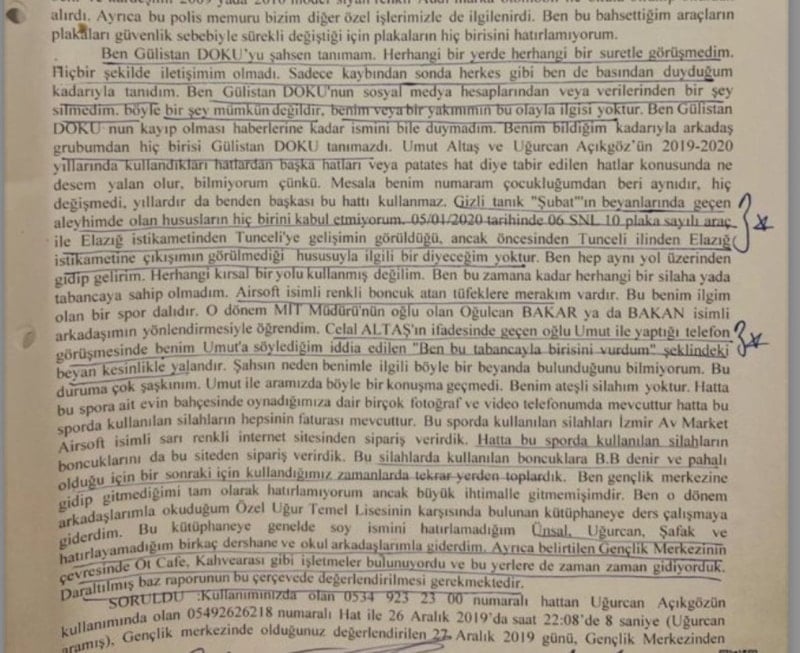 alırdı. Ayrıca bu polis memuru bizim diğer özel işlerimizle de ilgilenirdi. Ben bu bahsettiğim araçların
plakaları güvenlik sebebiyle sürekli değiştiği için plakaların hiç birisini hatırlamıyorum.
Ben Gülistan DOKU'yu şahsen tanımam. Herhangi bir yerde herhangi bir suretle görüşmedim.
Hiçbir şekilde iletişimim olmadı. Sadece kaybından sonda herkes gibi ben de basından duyduğum
kadarıyla tanıdım. Ben Gülistan DOKU'nun sosyal medya hesaplarından veya verilerinden bir şey
silmedim. böyle bir şey mümkün değildir, benim veya bir yakınımın bu olayla ilgisi yoktur. Ben Gülistan
DOKU nun kayıp olması haberlerine kadar ismini bile duymadım. Benim bildiğim kadarıyla arkadaş
grubumdan hiç birisi Gülistan DOKU tanımazdı. Umut Altaş ve Uğurcan Açıkgöz'ün 2019-2020
yıllarında kullandıkları hatlardan başka hatları veya patates hat diye tabir edilen hatlar konusunda ne
desem yalan olur, bilmiyorum çünkü. Mesala benim numaram çocukluğumdan beri aynıdır, hiç
değişmedi, yıllardır da benden başkası bu hattı kullanmaz. Gizli tanık "Şubat"ın beyanlarında geçen
aleyhimde olan hususların hiç birini kabul etmiyorum. 05/01/2020 tarihinde 06 SNL 10 plaka sayılı araç
ile Elazığ istikametinden Tunceli'ye gelişimin görüldüğü, ancak öncesinden Tunceli ilinden Elazığ
istikametine çıkışımın görülmediği hususuyla ilgili bir diyeceğim yoktur. Ben hep aynı yol üzerinden
gidip gelirim. Herhangi kırsal bir yolu kullanmış değilim. Ben bu zamana kadar herhangi bir silaha yada
tabancaya sahip olmadım. Airsoft isimli renkli boncuk atan tüfeklere merakım vardır. Bu benim ilgim
olan bir spor dalıdır. O dönem MİT Müdürü'nün oğlu olan Oğulcan BAKAR ya da BAKAN isimli
arkadaşımın yönlendirmesiyle öğrendim. Celal ALTAŞ'ın ifadesinde geçen oğlu Umut ile yaptığı telefon
görüşmesinde benim Umut'a söylediğim iddia edilen "Ben bu tabancayla birisini vurdum" şeklindeki
beyan kesinlikle yalandır. Şahsın neden benimle ilgili böyle bir beyanda bulunduğunu bilmiyorum. Bu
duruma çok şaşkınım. Umut ile aramızda böyle bir konuşma geçmedi. Benim ateşli silahım yoktur. Hatta
bu spora ait evin bahçesinde oynadığımıza dair birçok fotoğraf ve video telefonumda mevcuttur hatta bu
sporda kullanılan silahların hepsinin faturası mevcuttur. Bu sporda kullanılan silahları İzmir Av Market
Airsoft isimli sarı renkli internet sitesinden sipariş verirdik. Hatta bu sporda kullanılan silahların
boncuklarını da bu siteden sipariş verirdik. Bu silahlarda kullanılan boncuklara B.B denir ve pahalı
olduğu için bir sonraki için kullandığımız zamanlarda tekrar yerden toplardık. Ben gençlik merkezine
gidip gitmediğimi tam olarak hatırlamıyorum ancak büyük ihtimalle gitmemişimdir. Ben o dönem
arkadaşlarımla okuduğum Özel Uğur Temel Lisesinin karşısında bulunan kütüphaneye ders çalışmaya
giderdim. Bu kütüphaneye genelde soy ismini hatırlamadığım Ünsal, Uğurcan, Şafak ve
hatırlayamadığım birkaç dershane ve okul arkadaşlarımla giderdim. Ayrıca belirtilen Gençlik Merkezinin
çevresinde Ot Cafe, Kahvearası gibi işletmeler bulunuyordu ve bu yerlere de zaman zaman gidiyorduk.
Daraltılmış baz raporunun bu çerçevede değerlendirilmesi gerekmektedir.
SORULDU :Kullanımınızda olan 0534 923 23 00 numaralı hattan Uğurcan Açıkgözün
kullanımında olan 05492626218 numaralı Hat ile 26 Aralık 2019'da saat 22:08'de 8 saniye (Uğurcan
aramış), Gençlik merkezinde olduğunuz değerlendirilen 27 Aralık 2019 günü, Gençlik Merkezinden